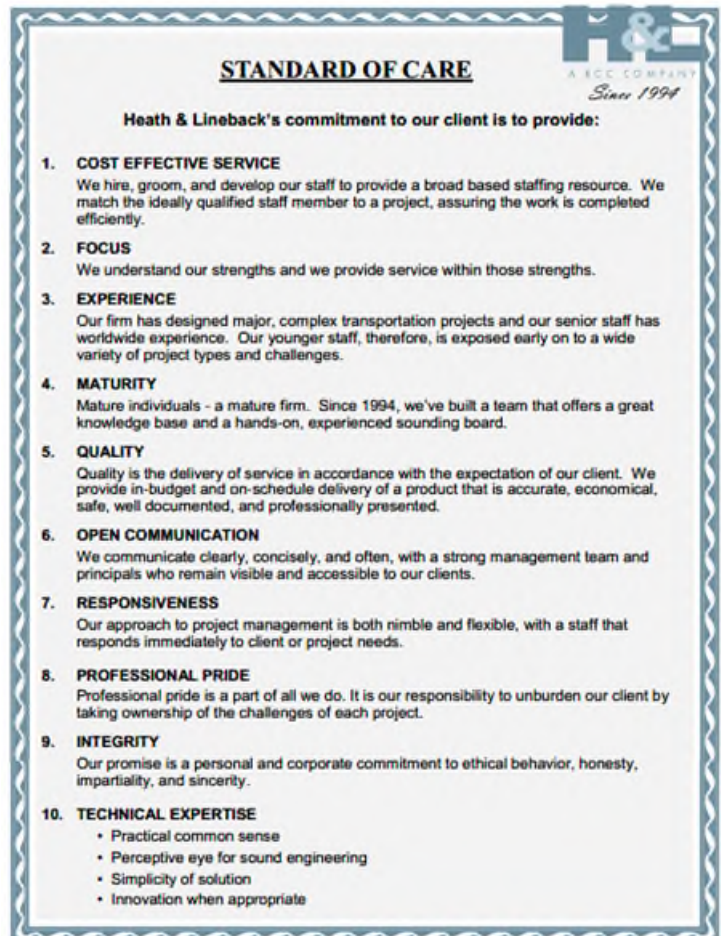 H&L
A KCC COMPANY
Since 1994
STANDARD OF CARE
Heath & Lineback's commitment to our client is to provide:
1. COST EFFECTIVE SERVICE
We hire, groom, and develop our staff to provide a broad based staffing resource. We
match the ideally qualified staff member to a project, assuring the work is completed
efficiently.
2. FOCUS
We understand our strengths and we provide service within those strengths.
3. EXPERIENCE
Our firm has designed major, complex transportation projects and our senior staff has
worldwide experience. Our younger staff, therefore, is exposed early on to a wide
variety of project types and challenges.
4. MATURITY
Mature individuals - a mature firm. Since 1994, we've built a team that offers a great
knowledge base and a hands-on, experienced sounding board.
5. QUALITY
Quality is the delivery of service in accordance with the expectation of our client. We
provide in-budget and on-schedule delivery of a product that is accurate, economical,
safe, well documented, and professionally presented.
6. OPEN COMMUNICATION
We communicate clearly, concisely, and often, with a strong management team and
principals who remain visible and accessible to our clients.
7. RESPONSIVENESS
Our approach to project management is both nimble and flexible, with a staff that
responds immediately to client or project needs.
8. PROFESSIONAL PRIDE
Professional pride is a part of all we do. It is our responsibility to unburden our client by
taking ownership of the challenges of each project.
9. INTEGRITY
Our promise is a personal and corporate commitment to ethical behavior, honesty,
impartiality, and sincerity.
10. TECHNICAL EXPERTISE
• Practical common sense
• Perceptive eye for sound engineering
• Simplicity of solution
• Innovation when appropriate